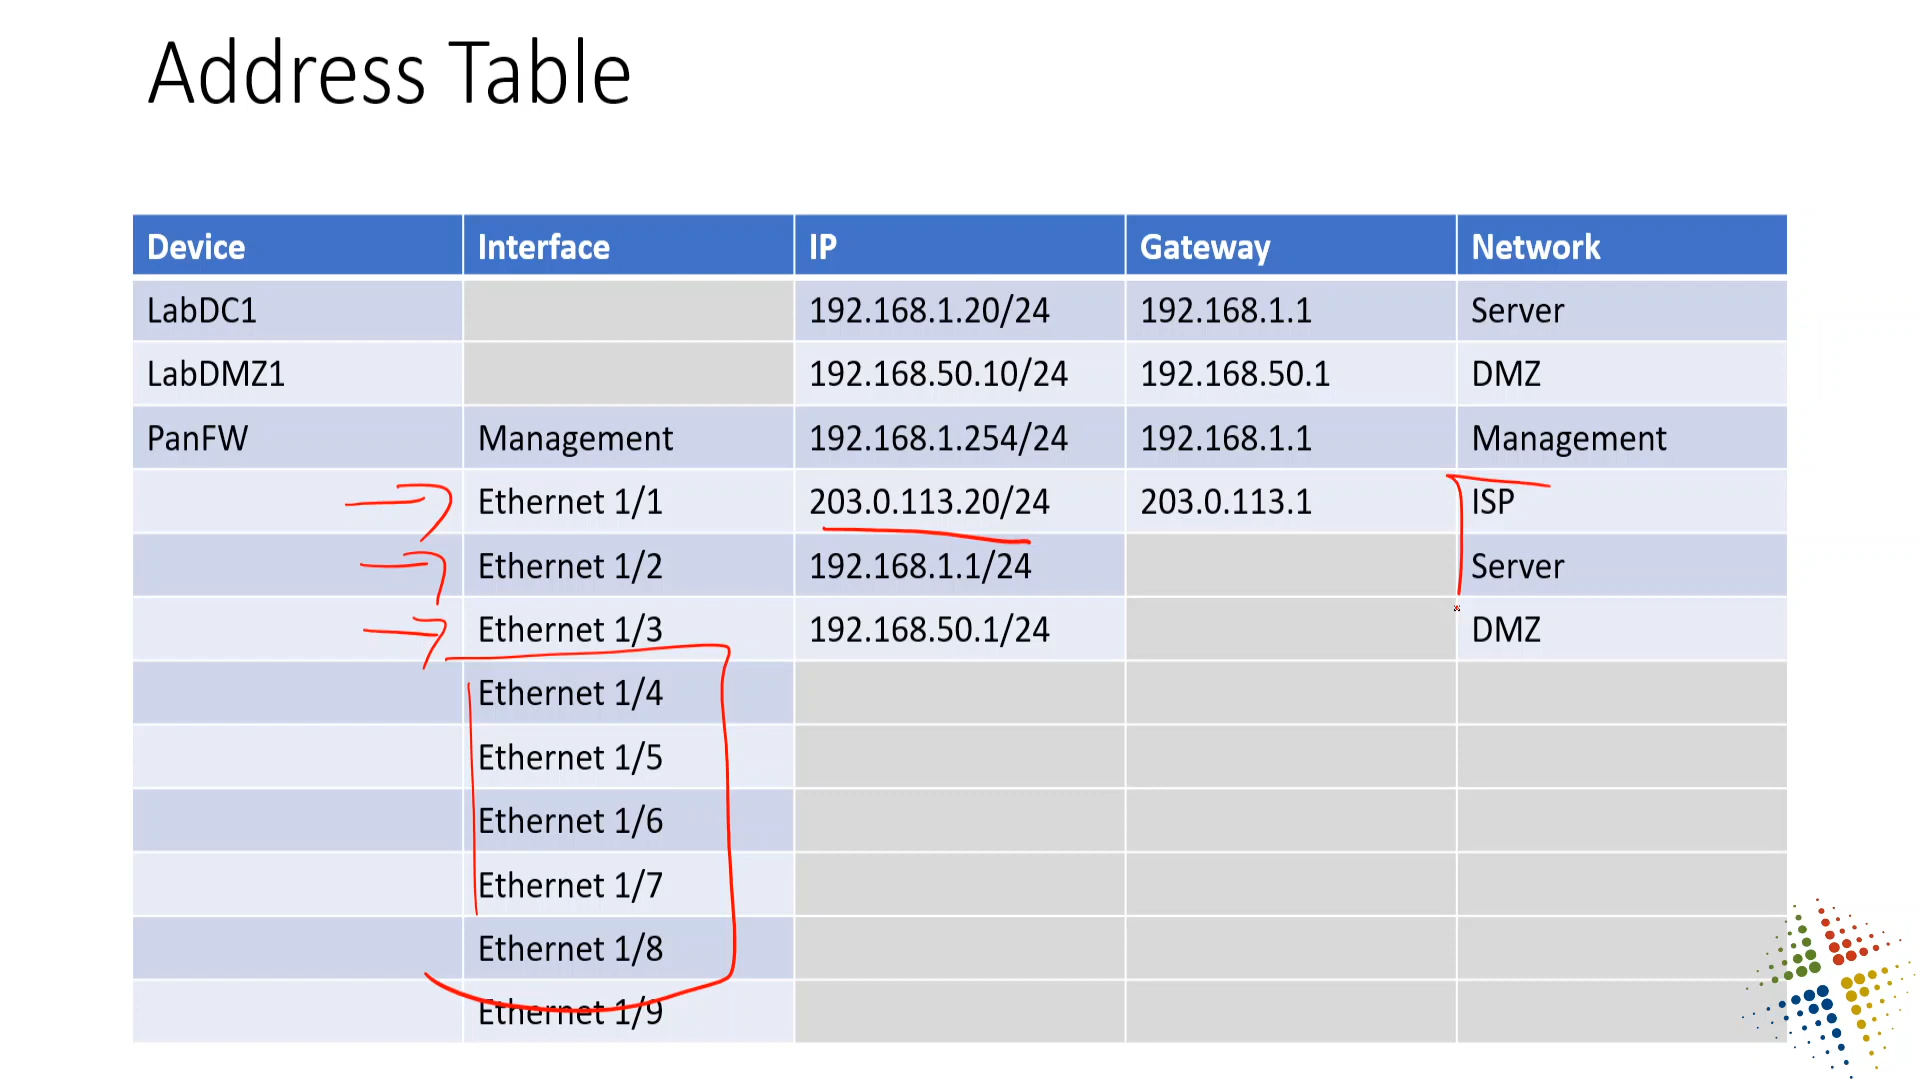 Address Table
Device Interface IP Gateway Network
LabDC1 192.168.1.20/24 192.168.1.1 Server
LabDMZ1 192.168.50.10/24 192.168.50.1 DMZ
PanFW Management 192.168.1.254/24 192.168.1.1 Management
Ethernet 1/1 203.0.113.20/24 203.0.113.1 ISP
Ethernet 1/2 192.168.1.1/24 Server
Ethernet 1/3 192.168.50.1/24 DMZ
Ethernet 1/4
Ethernet 1/5
Ethernet 1/6
Ethernet 1/7
Ethernet 1/8
Ethernet 1/9